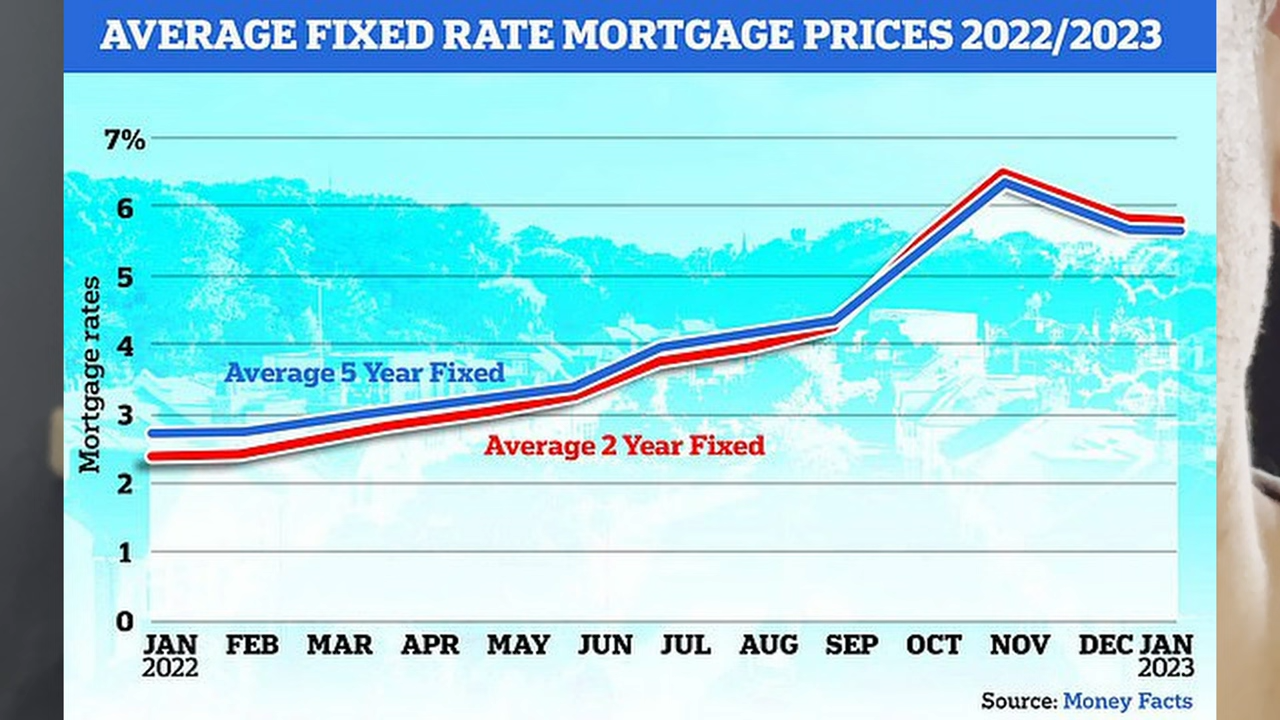 AVERAGE FIXED RATE MORTGAGE PRICES 2022/2023
7%
6
5
4
3
2
1
0
Mortgage rates
Average 5 Year Fixed
Average 2 Year Fixed
JAN FEB MAR APR MAY JUN JUL AUG SEP OCT NOV DEC JAN
2022 2023
Source: Money Facts